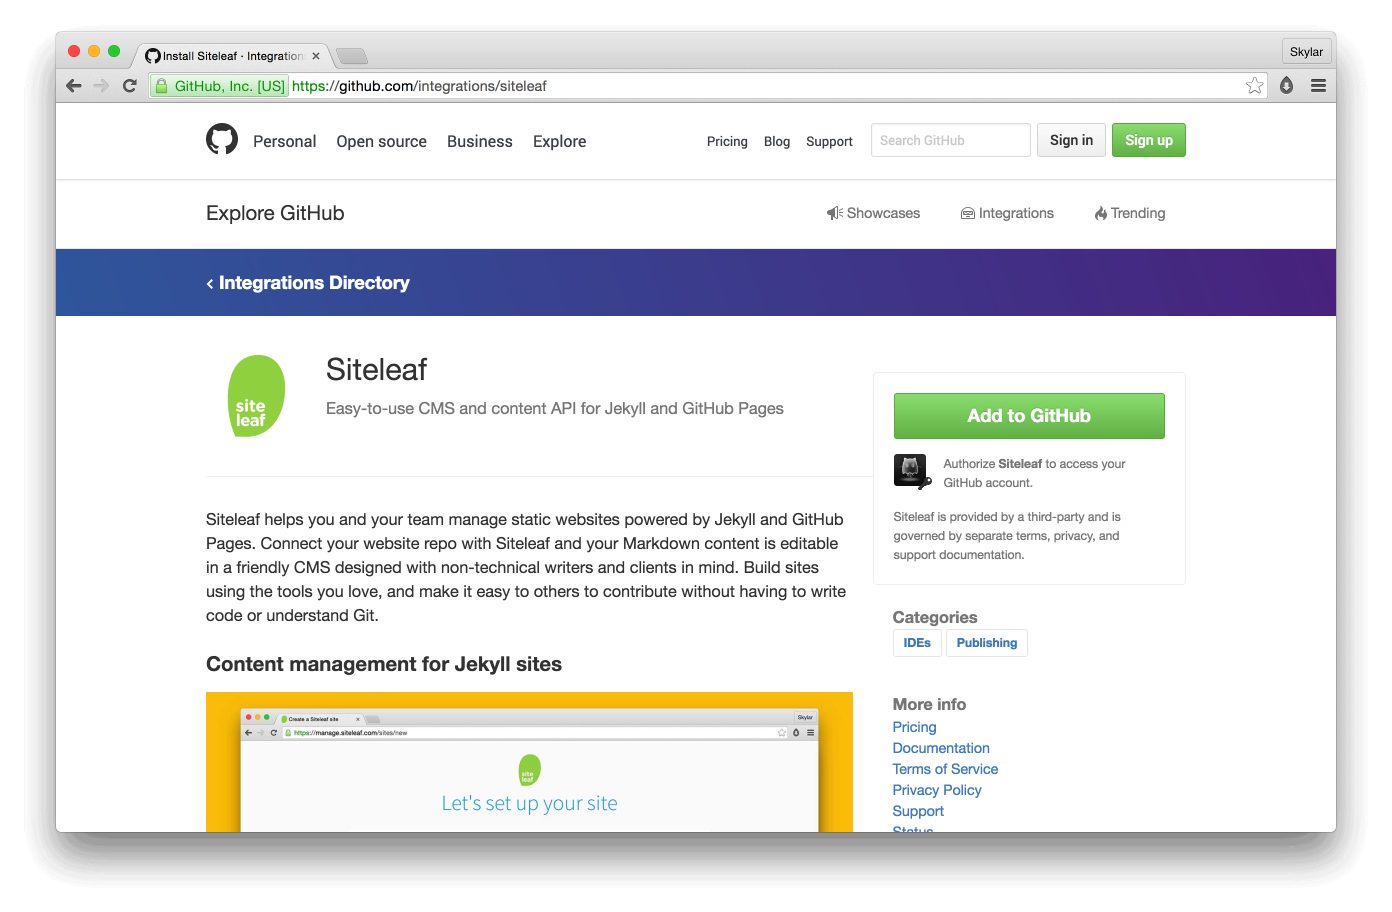 Install Siteleaf · Integration
Skylar
GitHub, Inc. [US] https://github.com/integrations/siteleaf
Personal Open source Business Explore Pricing Blog Support Search GitHub Sign in Sign up
Explore GitHub Showcases Integrations Trending
‹ Integrations Directory
site
leaf
Siteleaf
Easy-to-use CMS and content API for Jekyll and GitHub Pages
Add to GitHub
Authorize Siteleaf to access your
GitHub account.
Siteleaf is provided by a third-party and is
governed by separate terms, privacy, and
support documentation.
Siteleaf helps you and your team manage static websites powered by Jekyll and GitHub
Pages. Connect your website repo with Siteleaf and your Markdown content is editable
in a friendly CMS designed with non-technical writers and clients in mind. Build sites
using the tools you love, and make it easy to others to contribute without having to write
code or understand Git.
Categories
IDEs Publishing
Content management for Jekyll sites
Create a Siteleaf site
Skylar
https://manage.siteleaf.com/sites/new
site
leaf
Let's set up your site
More info
Pricing
Documentation
Terms of Service
Privacy Policy
Support
Status